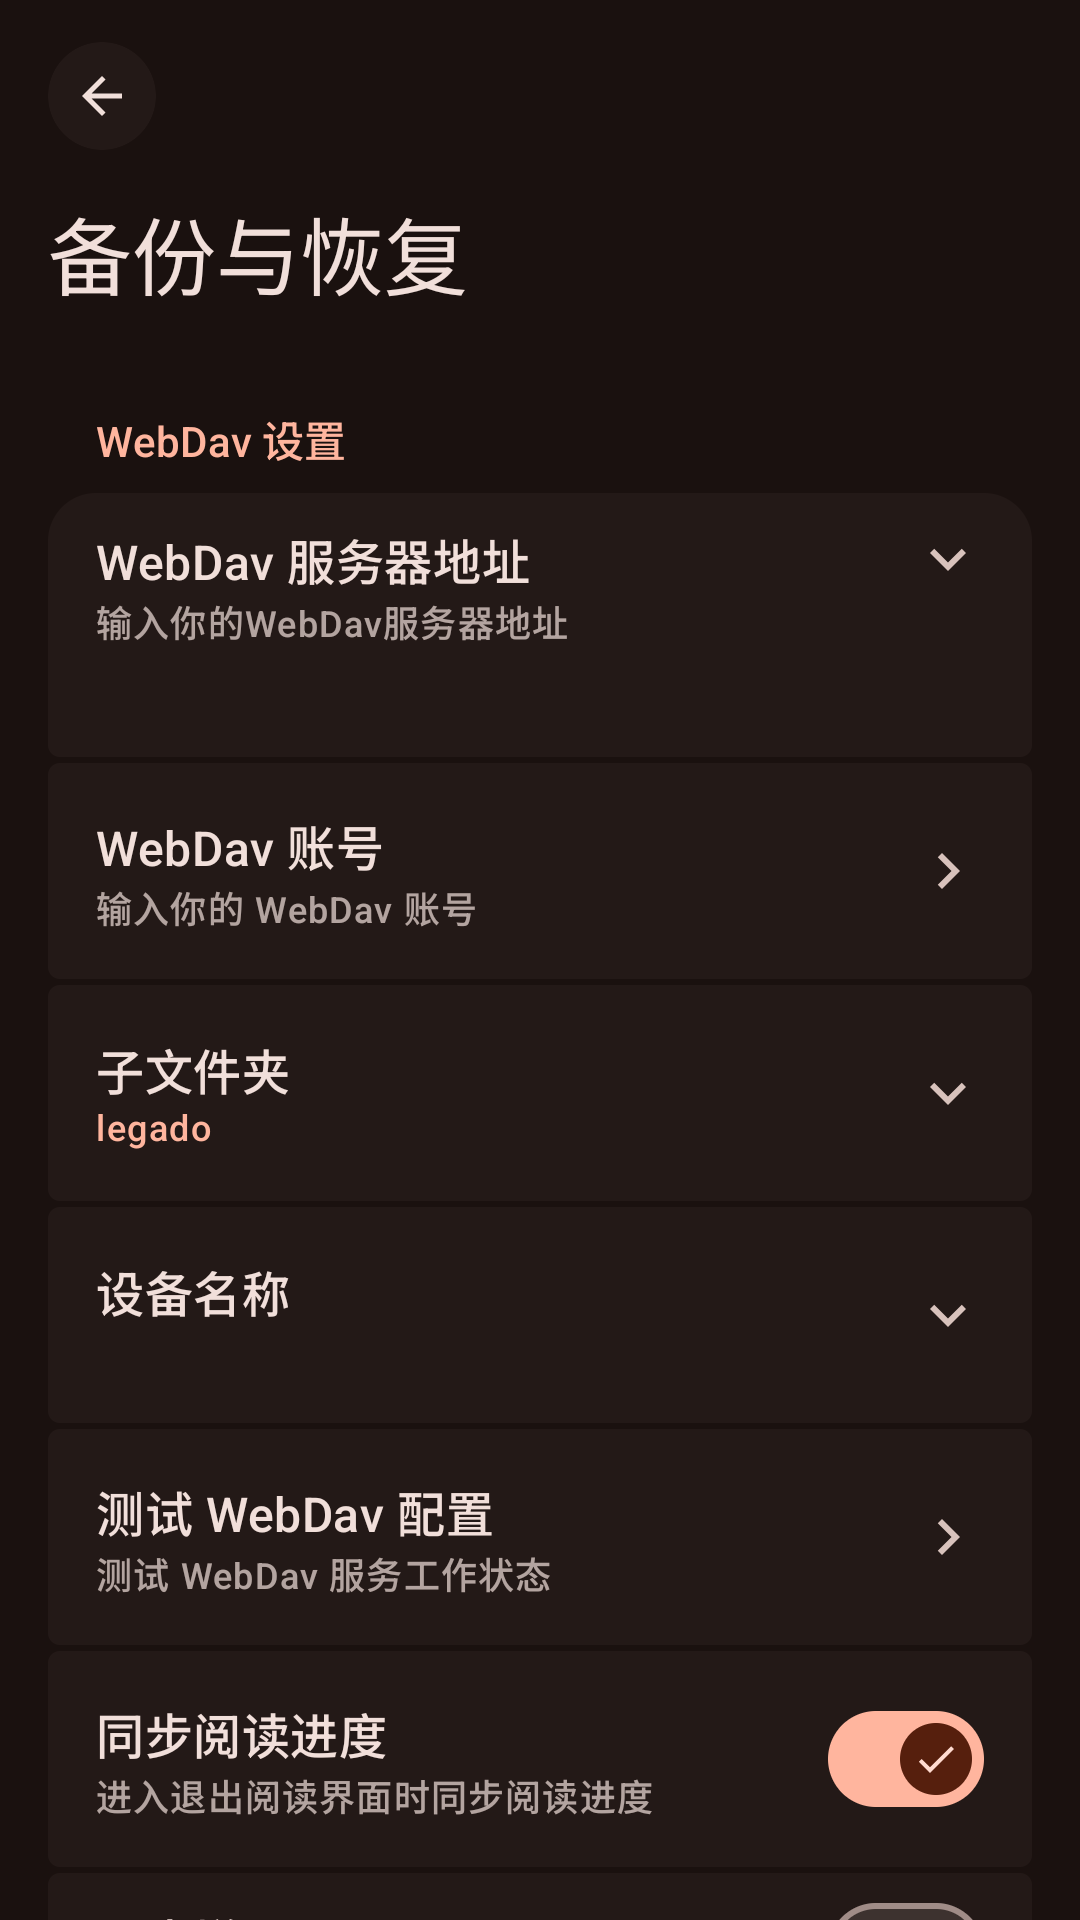 备份与恢复
WebDav 设置
WebDav 服务器地址
输入你的WebDav服务器地址
WebDav 账号
输入你的 WebDav 账号
子文件夹
legado
设备名称
测试 WebDav 配置
测试 WebDav 服务工作状态
同步阅读进度
进入退出阅读界面时同步阅读进度